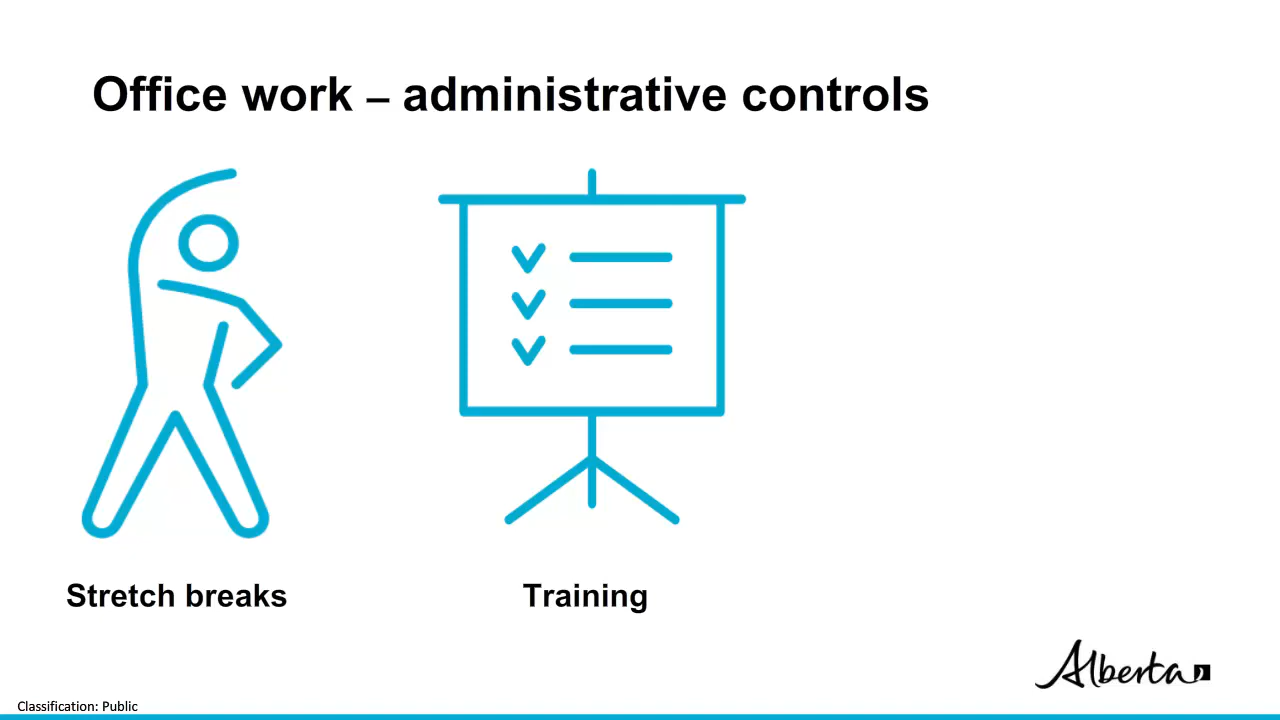 Office work – administrative controls
Stretch breaks
Training
Alberta
Classification: Public